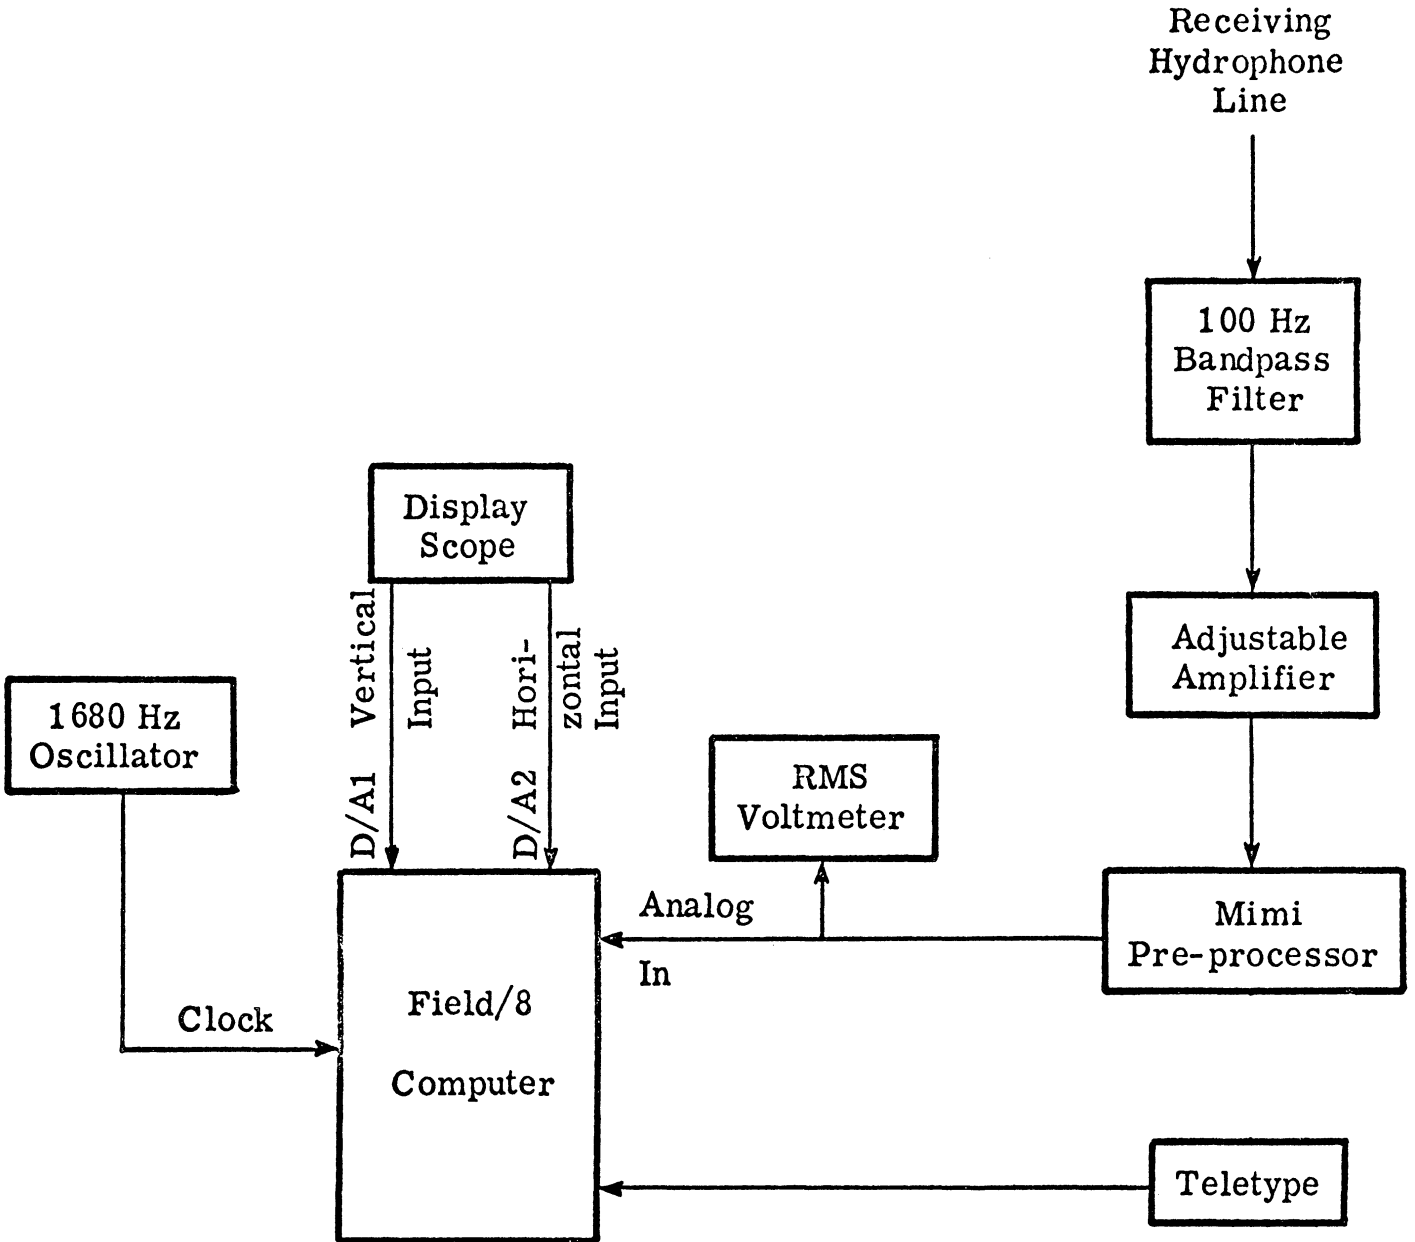 Receiving
Hydrophone
Line
100 Hz
Bandpass
Filter
Display
Scope
Adjustable
Amplifier
D/A1 Vertical
Input
D/A2 Hori-
zontal
Input
1680 Hz
Oscillator
RMS
Voltmeter
Analog
In
Mimi
Pre-processor
Clock
Field/8
Computer
Teletype